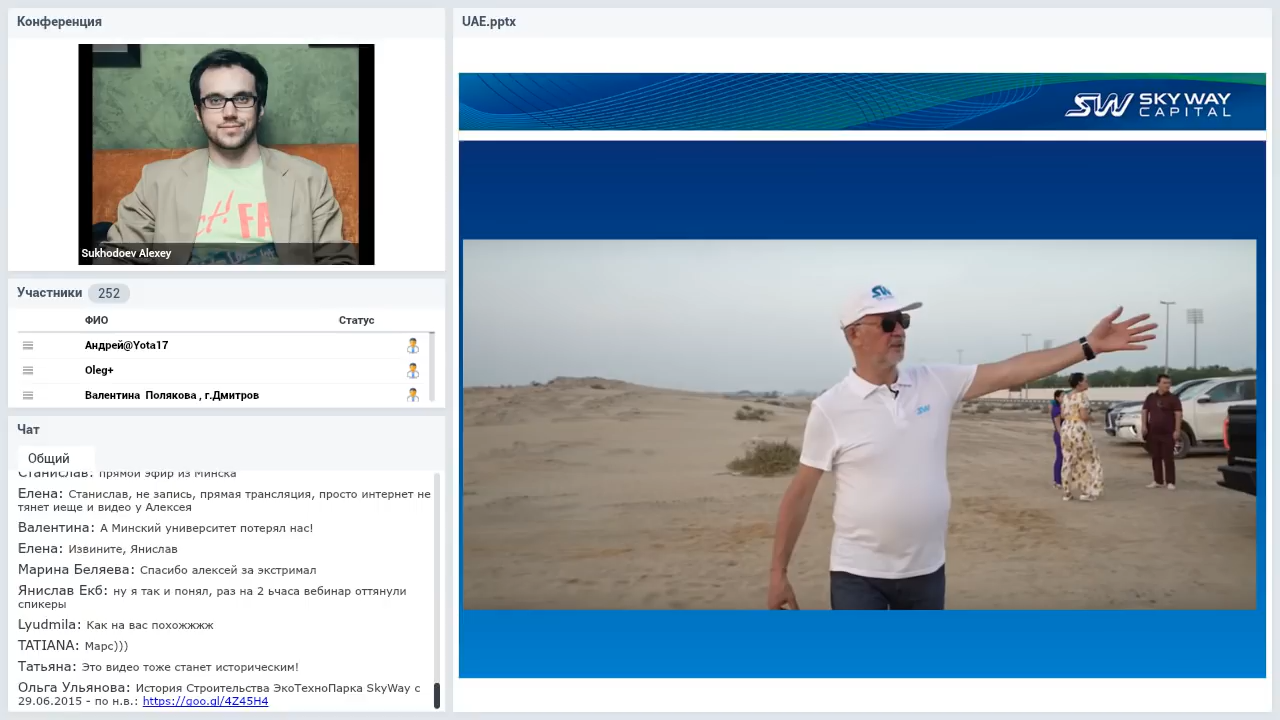 Конференция
Sukhodoev Alexey
Участники 252
ФИО Статус
Андрей@Yota17
Oleg+
Валентина Полякова , г.Дмитров
Чат
Общий
Станислав: прямой эфир из Минска
Елена: Станислав, не запись, прямая трансляция, просто интернет не
тянет иеще и видео у Алексея
Валентина: А Минский университет потерял нас!
Елена: Извините, Янислав
Марина Беляева: Спасибо алексей за экстримал
Янислав Екб: ну я так и понял, раз на 2 ьчаса вебинар оттянули
спикеры
Lyudmila: Как на вас похожжжж
TATIANA: Марс)))
Татьяна: Это видео тоже станет историческим!
Ольга Ульянова: История Строительства ЭкоТехноПарка SkyWay с
29.06.2015 - по н.в.: https://goo.gl/4Z45H4
UAE.pptx
SW SKY WAY
CAPITAL
SW
SW